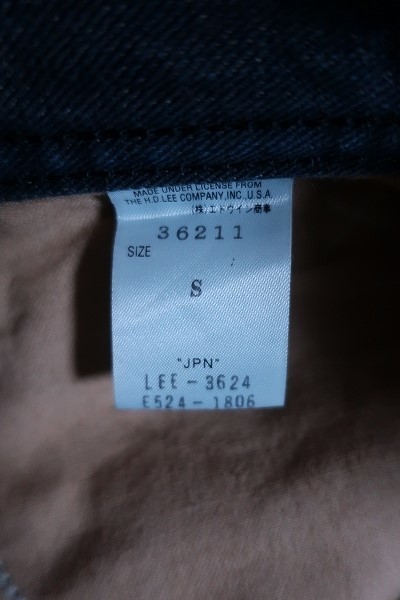 MADE UNDER LICENSE FROM
THE H.D. LEE COMPANY, INC., U.S.A.
(株)エドウイン商事
36211
SIZE
S
"JPN"
LEE-3624
E524-1806